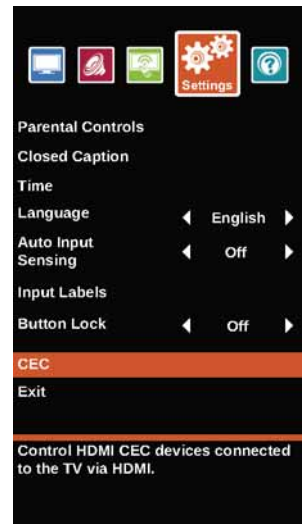 Settings
Parental Controls
Closed Caption
Time
Language English
Auto Input
Sensing Off
Input Labels
Button Lock Off
CEC
Exit
Control HDMI CEC devices connected
to the TV via HDMI.